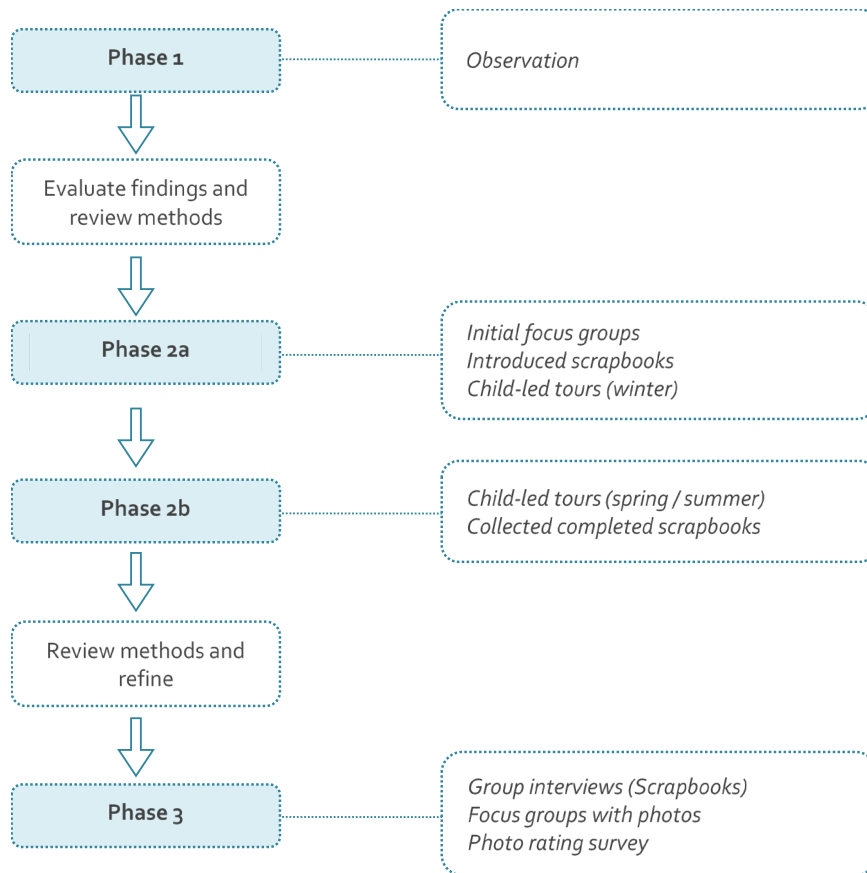 Phase 1
Observation
Evaluate findings and
review methods
Phase 2a
Initial focus groups
Introduced scrapbooks
Child-led tours (winter)
Phase 2b
Child-led tours (spring / summer)
Collected completed scrapbooks
Review methods and
refine
Phase 3
Group interviews (Scrapbooks)
Focus groups with photos
Photo rating survey